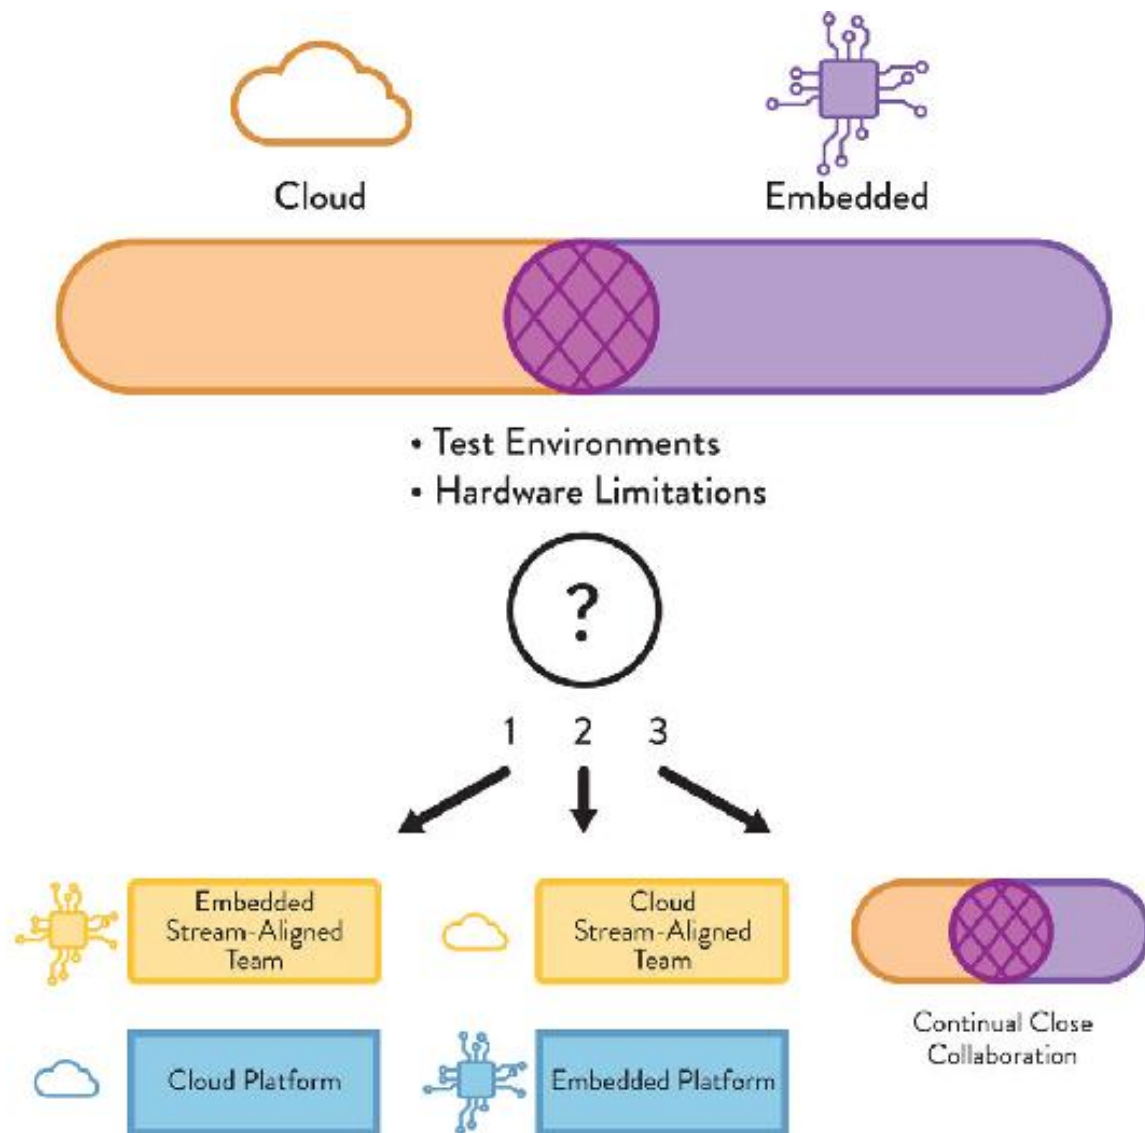 Cloud
Embedded
• Test Environments
• Hardware Limitations
?
1 2 3
Embedded
Stream-Aligned
Team
Cloud
Stream-Aligned
Team
Continual Close
Collaboration
Cloud Platform
Embedded Platform